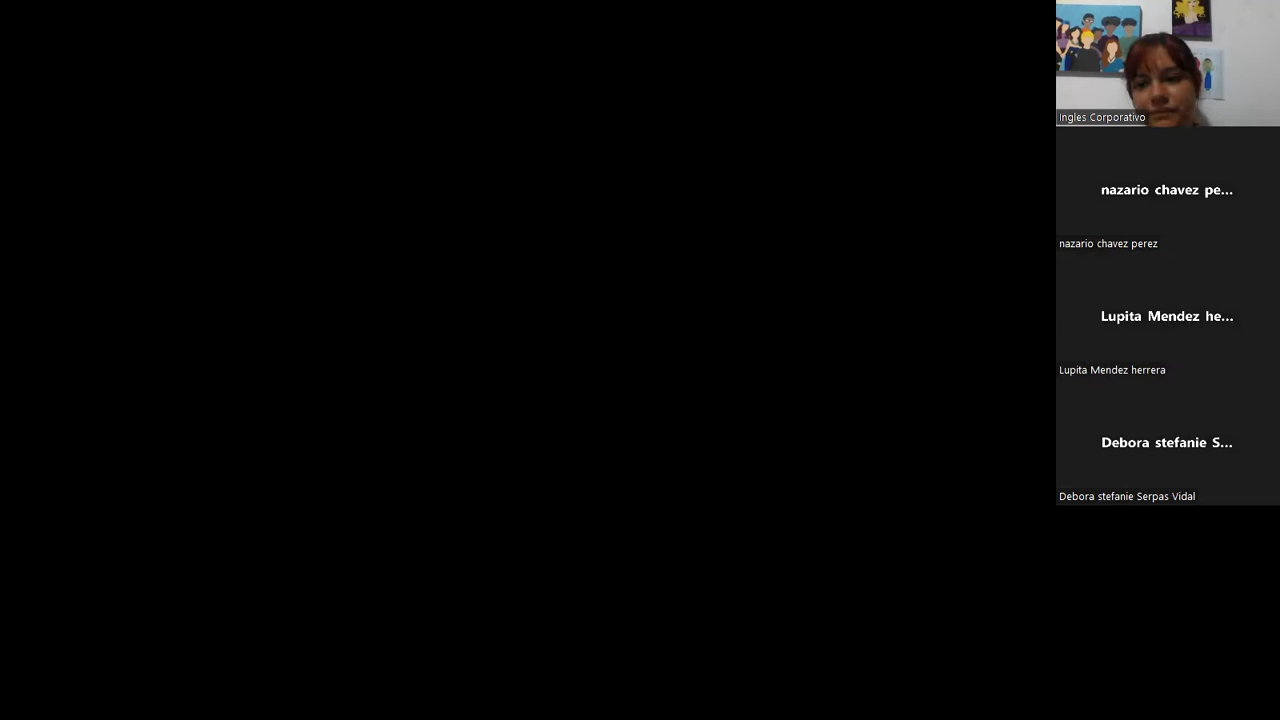 Ingles Corporativo
nazario chavez pe...
nazario chavez perez
Lupita Mendez he...
Lupita Mendez herrera
Debora stefanie S...
Debora stefanie Serpas Vidal